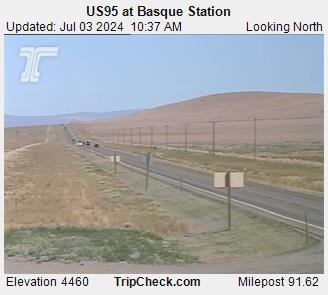 US95 at Basque Station
Updated: Jul 03 2024 10:37 AM Looking North
Elevation 4460 TripCheck.com Milepost 91.62